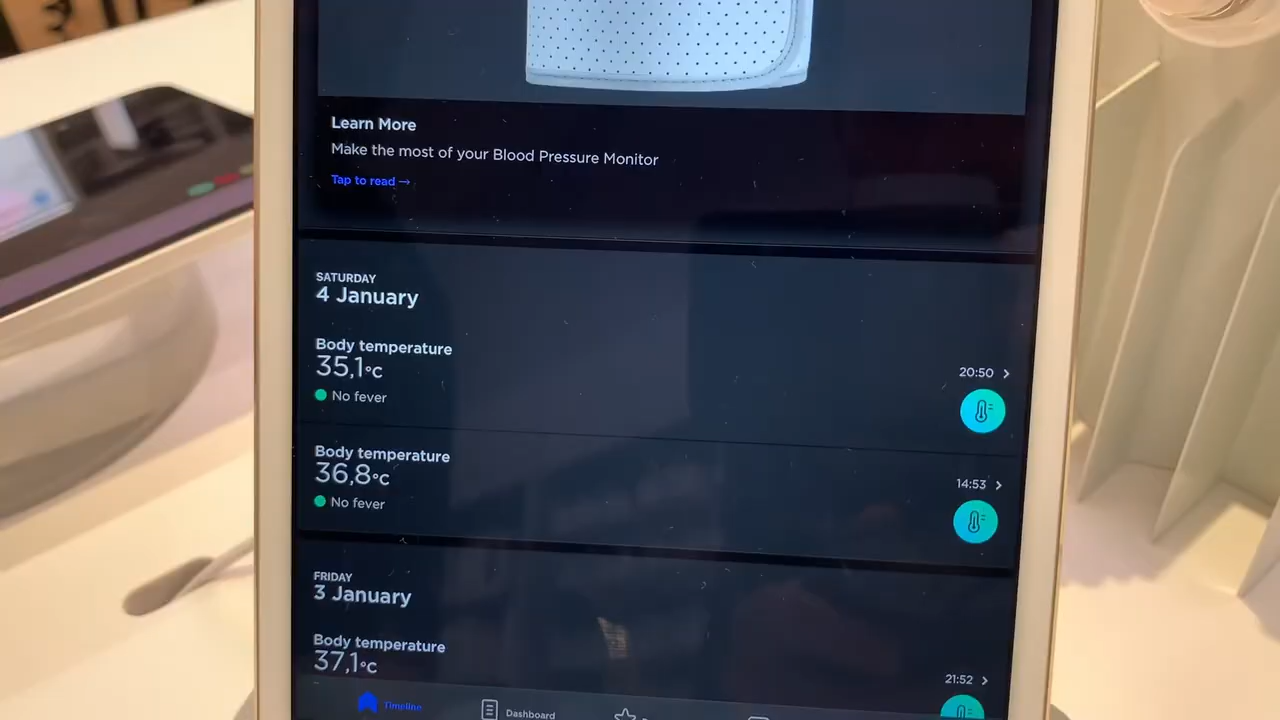 Learn More
Make the most of your Blood Pressure Monitor
Tap to read →
SATURDAY
4 January
Body temperature
35,1°C
20:50 >
No fever
Body temperature
36,8°C
14:53 >
No fever
FRIDAY
3 January
Body temperature
37,1°C
21:52 >
Timeline
Dashboard